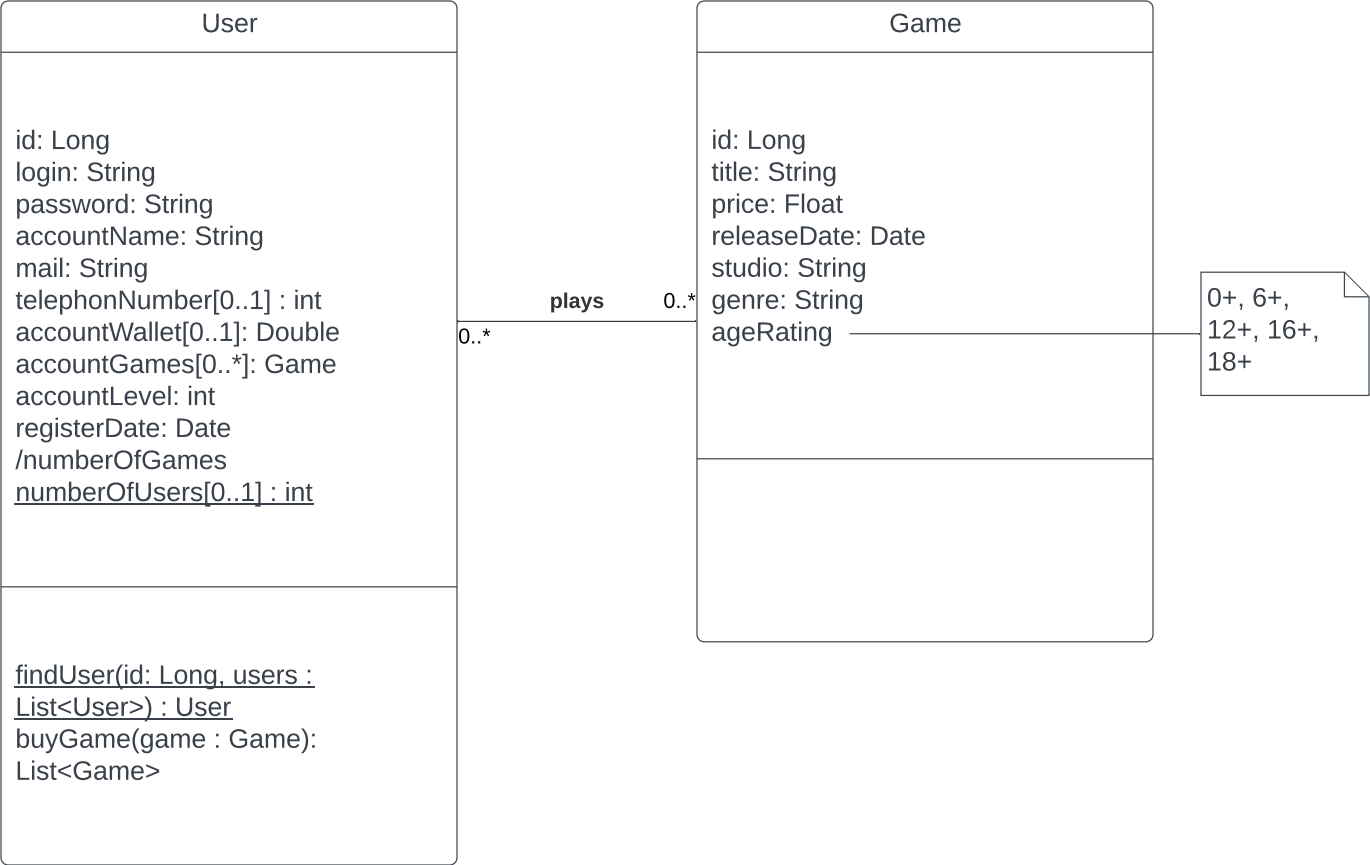 User
id: Long
login: String
password: String
accountName: String
mail: String
telephonNumber[0..1] : int
accountWallet[0..1]: Double
accountGames[0..*]: Game
accountLevel: int
registerDate: Date
/numberOfGames
numberOfUsers[0..1] : int
findUser(id: Long, users :
List<User>) : User
buyGame(game : Game):
List<Game>
plays
0..*
0..*
Game
id: Long
title: String
price: Float
releaseDate: Date
studio: String
genre: String
ageRating
0+, 6+,
12+, 16+,
18+